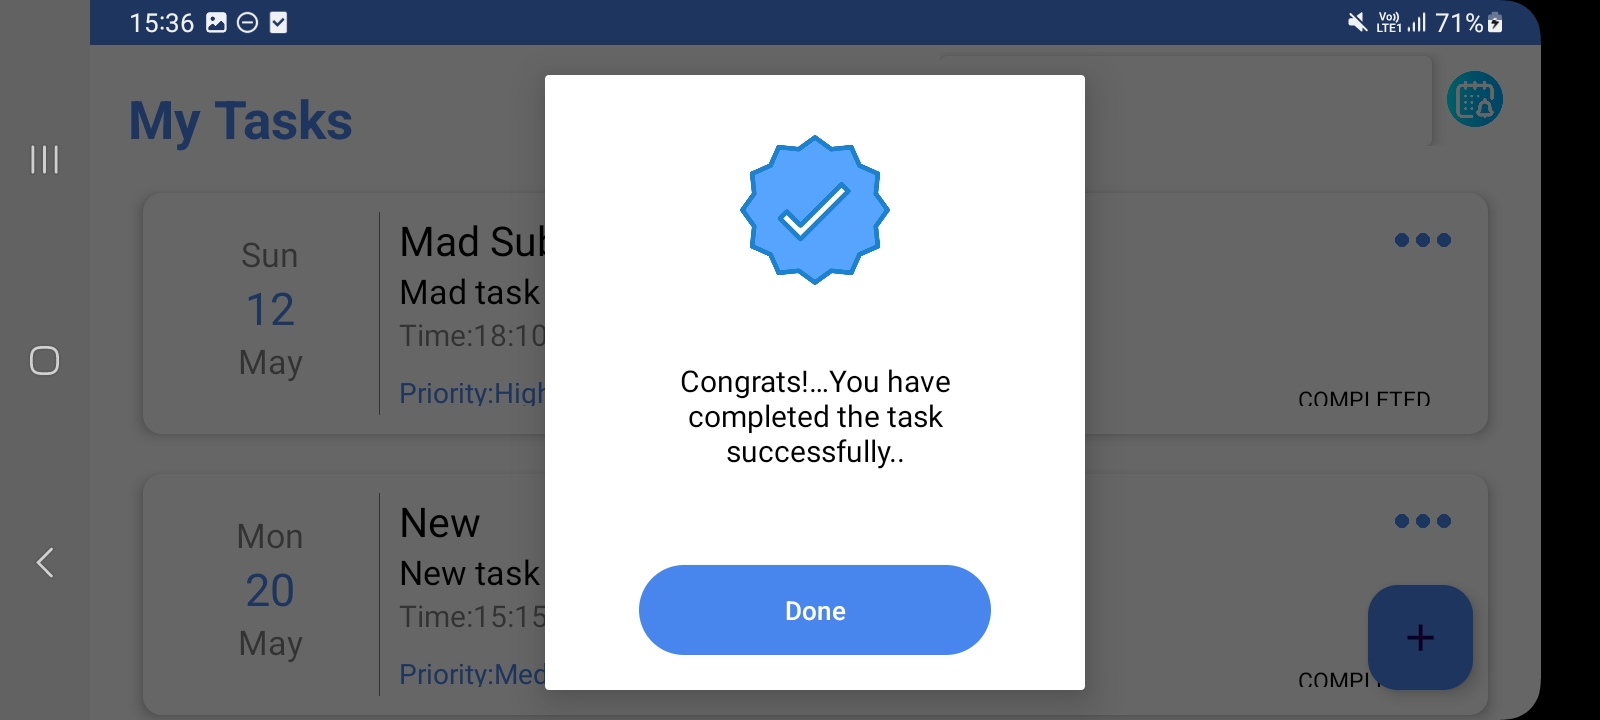 15:36
Vo))
LTE1
71%
My Tasks
Sun
12
May
Mad Sub
Mad task
Time:18:10
Priority:High
COMPLETED
Congrats!...You have
completed the task
successfully..
Done
Mon
20
May
New
New task
Time:15:15
Priority:Med
COMPL
+